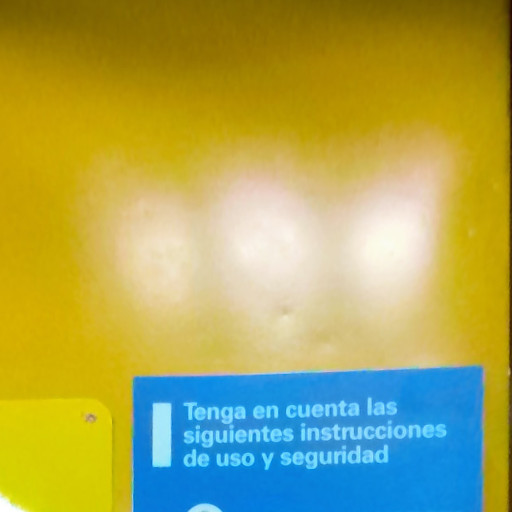 Tenga en cuenta las
siguientes instrucciones
de uso y seguridad